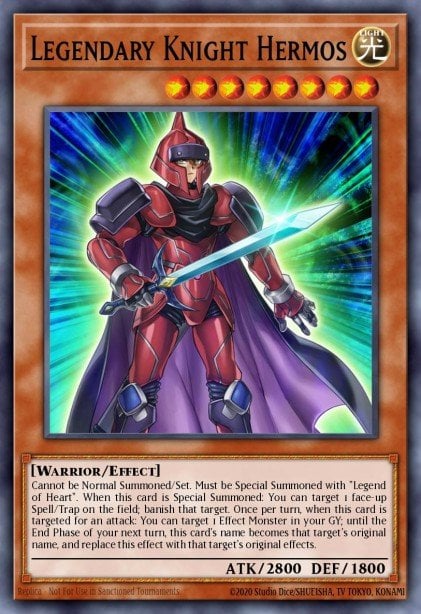 Legendary Knight Hermos
LIGHT
光
[Warrior/Effect]
Cannot be Normal Summoned/Set. Must be Special Summoned with "Legend
of Heart". When this card is Special Summoned: You can target 1 face-up
Spell/Trap on the field; banish that target. Once per turn, when this card is
targeted for an attack: You can target 1 Effect Monster in your GY; until the
End Phase of your next turn, this card's name becomes that target's original
name, and replace this effect with that target's original effects.
ATK/2800 DEF/1800
Replica - Not For Use in Sanctioned Tournaments
©2020 Studio Dice/SHUEISHA, TV TOKYO, KONAMI